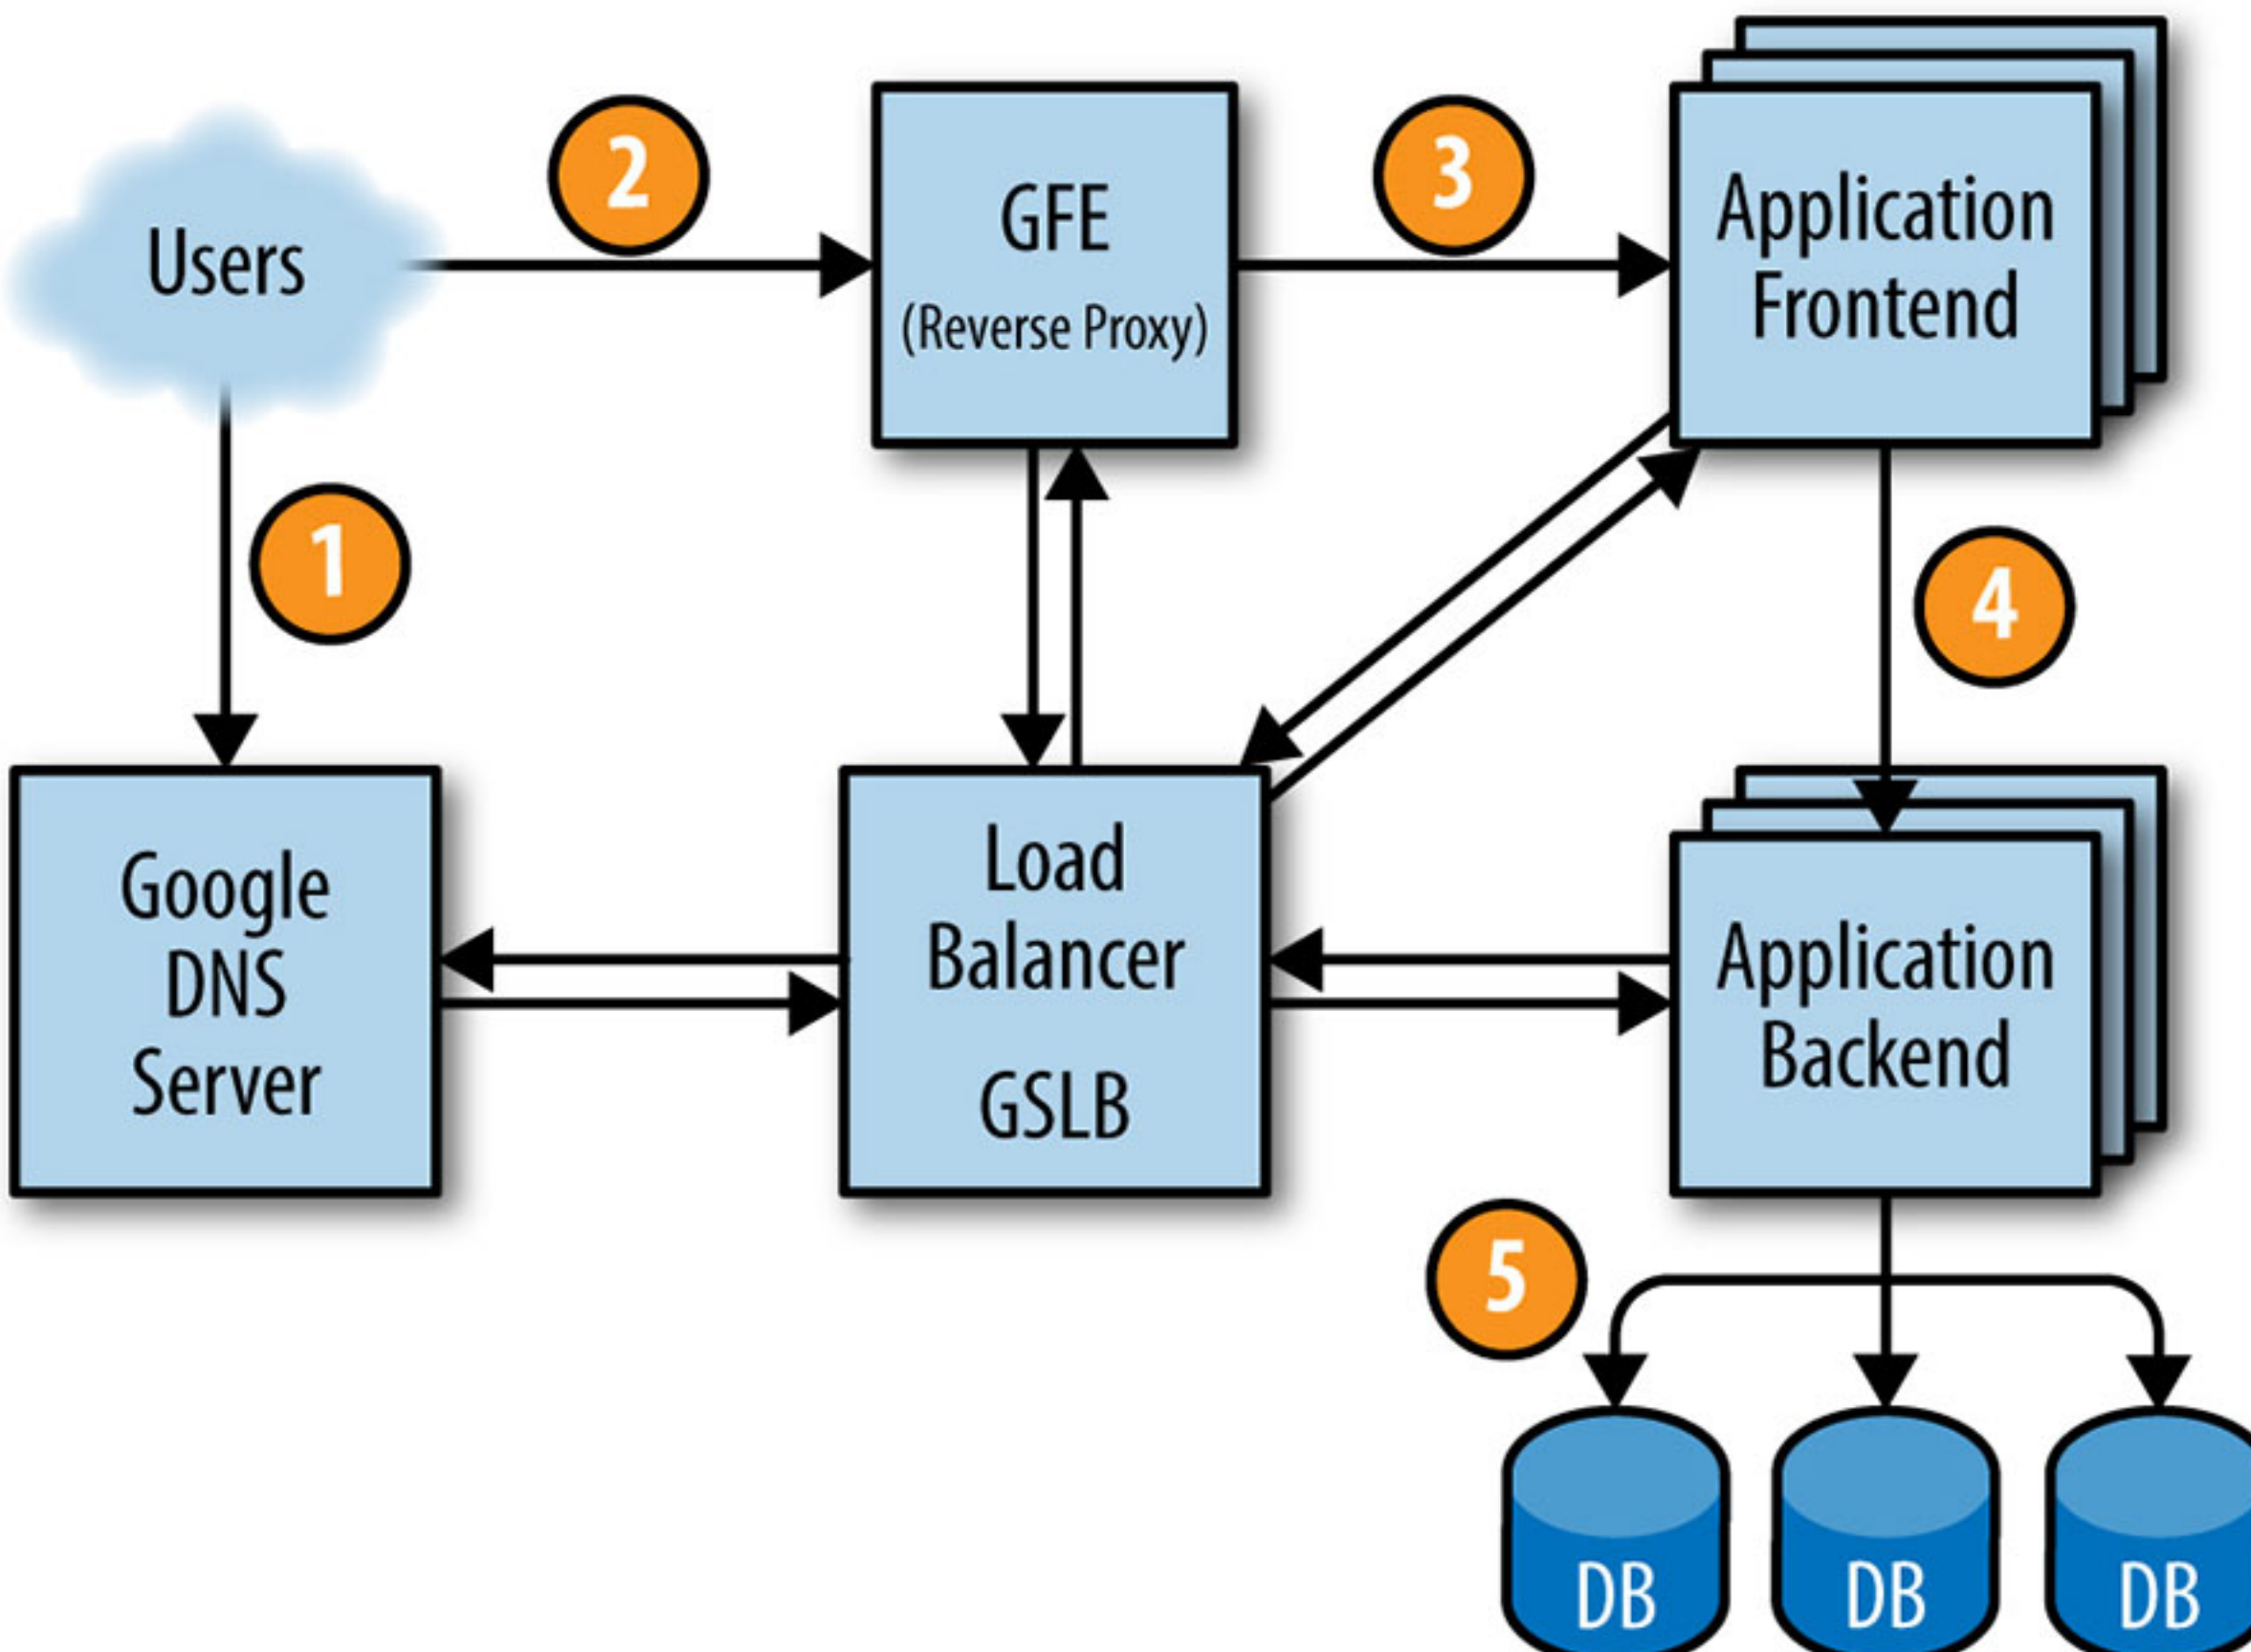 2
3
GFE
(Reverse Proxy)
Application
Frontend
Users
1
4
Google
DNS
Server
Load
Balancer
GSLB
Application
Backend
5
DB
DB
DB